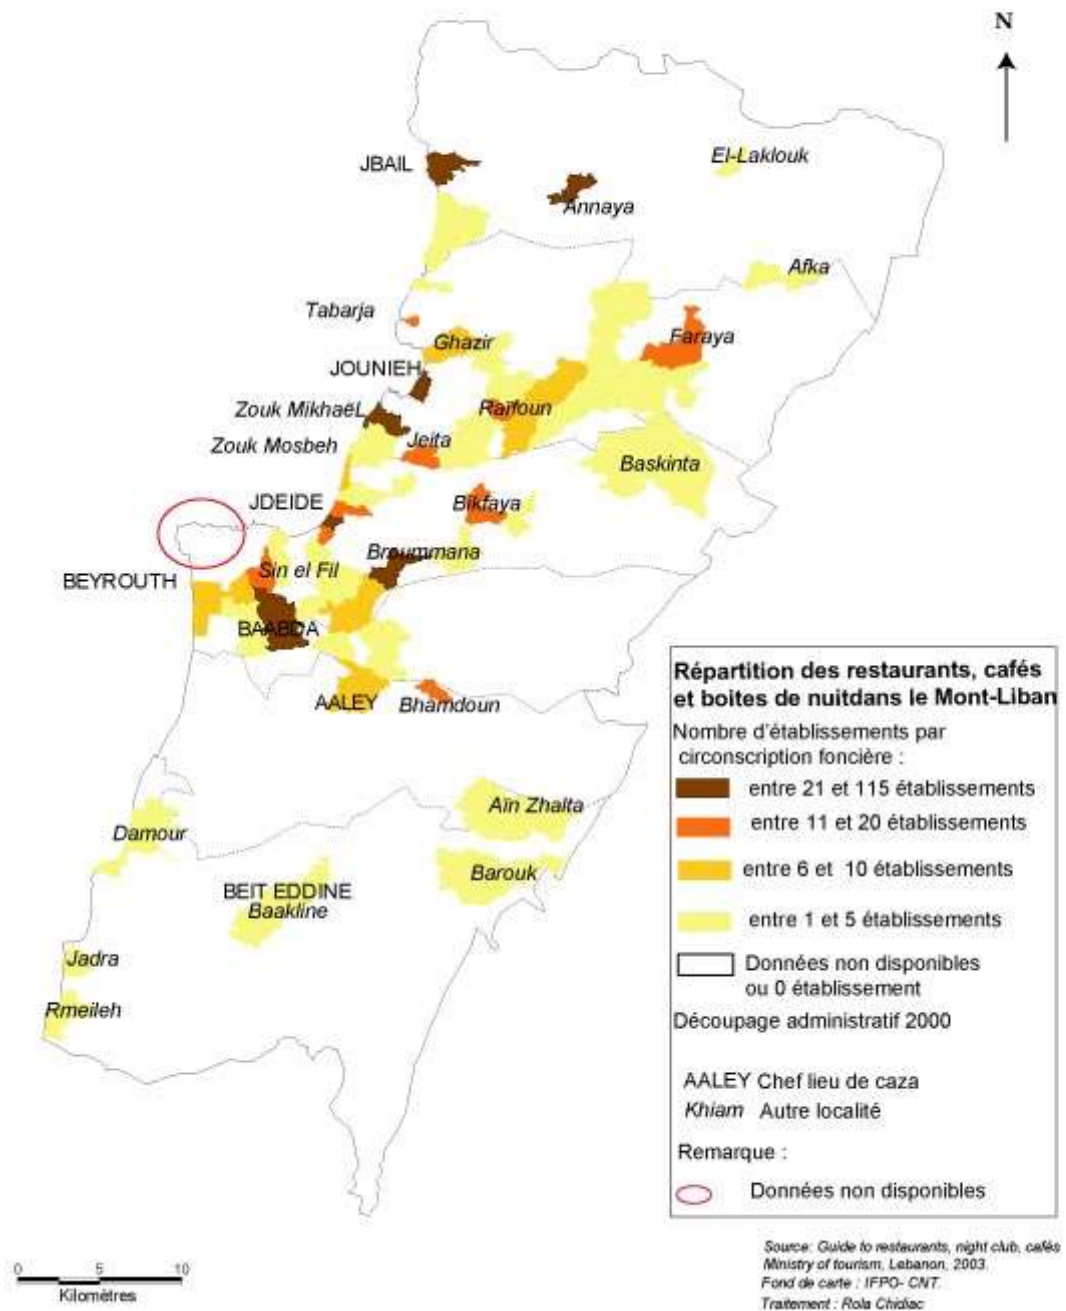 N
JBAIL
El-Laklouk
Annaya
Afka
Tabarja
Ghazir
Faraya
JOUNIEH
Zouk MikhaëL
Raïfoun
Zouk Mosbeh
Jeita
Baskinta
JDEIDE
Bikfaya
Broummana
Sin el Fil
BEYROUTH
BAABDA
AALEY
Bhamdoun
Aïn Zhalta
Damour
Barouk
BEIT EDDINE
Baakline
Jadra
Rmeileh
Répartition des restaurants, cafés
et boites de nuitdans le Mont-Liban
Nombre d'établissements par
circonscription foncière :
entre 21 et 115 établissements
entre 11 et 20 établissements
entre 6 et 10 établissements
entre 1 et 5 établissements
Données non disponibles
ou 0 établissement
Découpage administratif 2000
AALEY Chef lieu de caza
Khiam Autre localité
Remarque :
Données non disponibles
0 5 10
Kilomètres
Source: Guide to restaurants, night club, cafés
Ministry of tourism, Lebanon, 2003.
Fond de carte : IFPO- CNT.
Traitement : Rola Chidiac